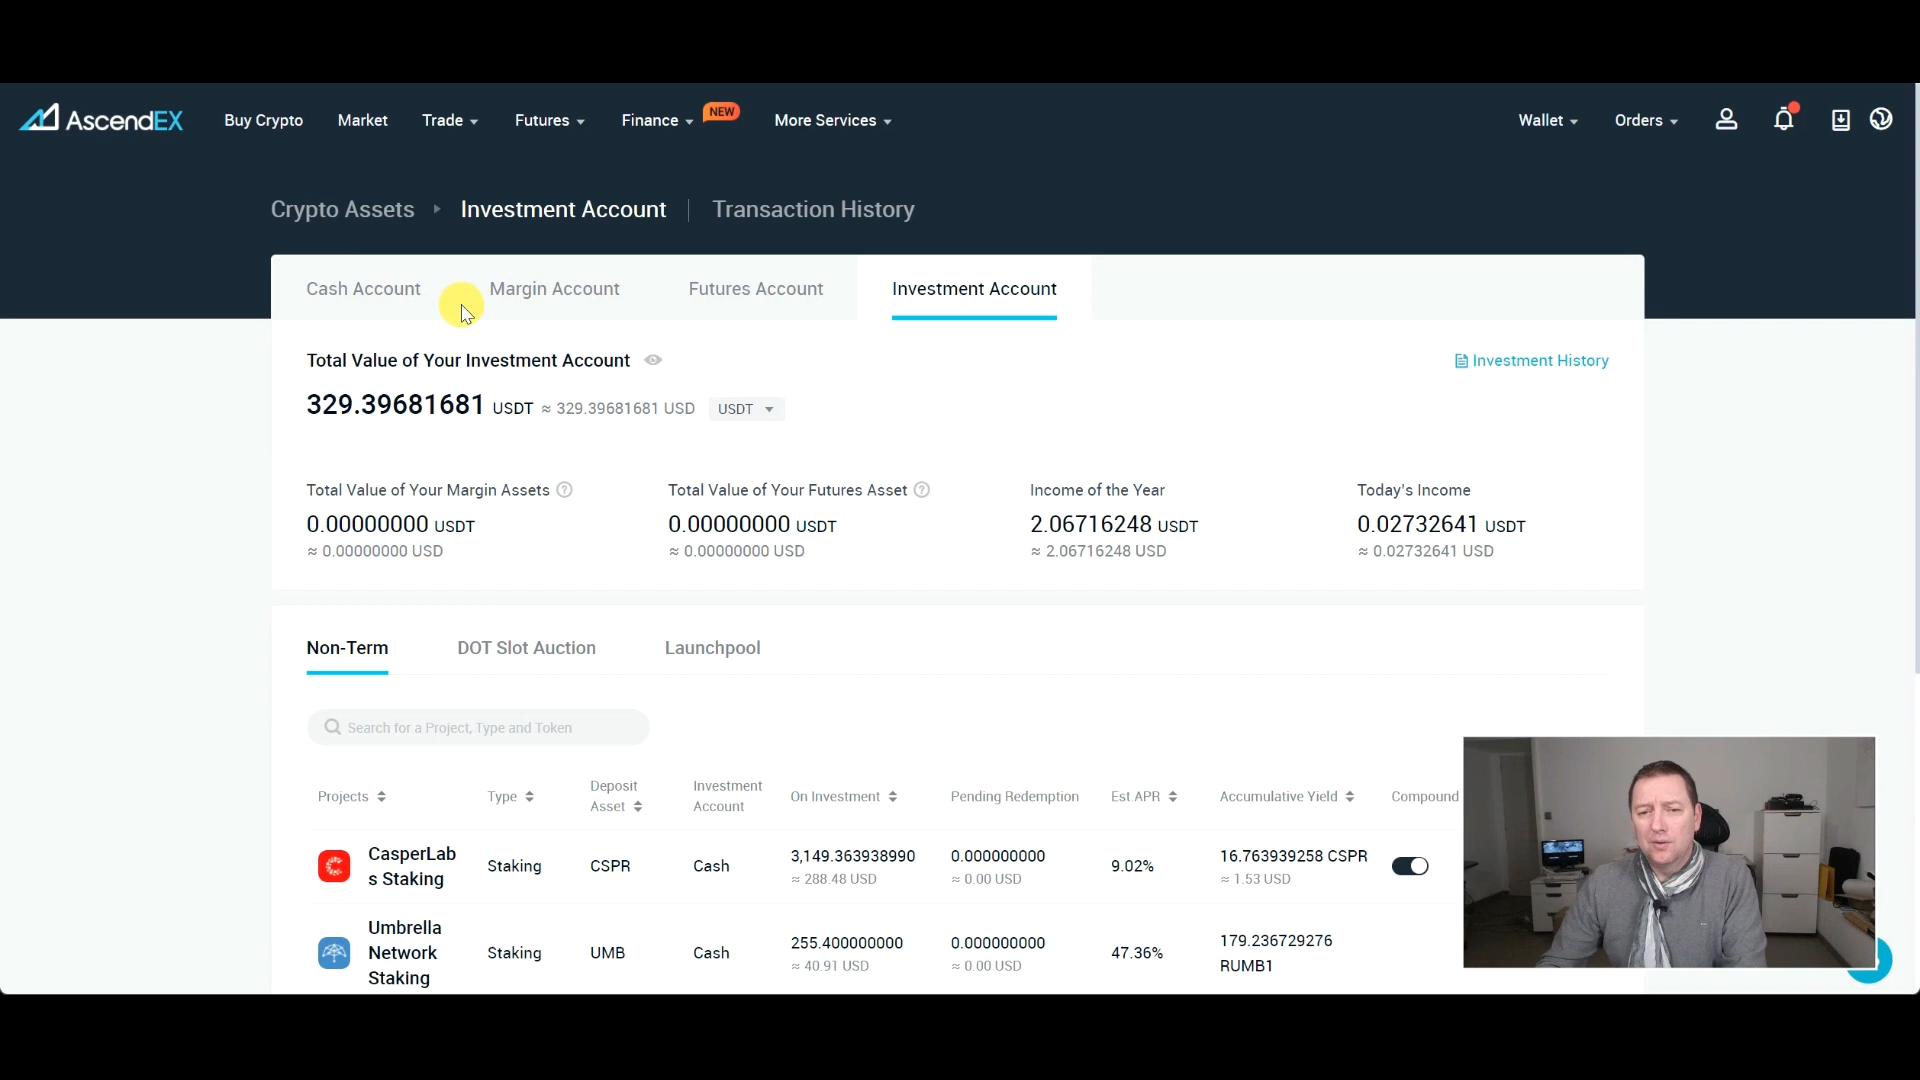 AscendEX Buy Crypto Market Trade Futures Finance NEW More Services Wallet Orders
Crypto Assets Investment Account | Transaction History
Cash Account Margin Account Futures Account Investment Account
Total Value of Your Investment Account Investment History
329.39681681 USDT ≈ 329.39681681 USD USDT
Total Value of Your Margin Assets ? Total Value of Your Futures Asset ? Income of the Year Today's Income
0.00000000 USDT 0.00000000 USDT 2.06716248 USDT 0.02732641 USDT
≈ 0.00000000 USD ≈ 0.00000000 USD ≈ 2.06716248 USD ≈ 0.02732641 USD
Non-Term DOT Slot Auction Launchpool
Search for a Project, Type and Token
Projects Type Deposit Asset Investment Account On Investment Pending Redemption Est.APR Accumulative Yield Compound
CasperLab
s Staking
Staking CSPR Cash 3,149.363938990 0.000000000 9.02% 16.763939258 CSPR
≈ 288.48 USD ≈ 0.00 USD ≈ 1.53 USD
Umbrella
Network
Staking
Staking UMB Cash 255.400000000 0.000000000 47.36% 179.236729276
≈ 40.91 USD ≈ 0.00 USD RUMB1